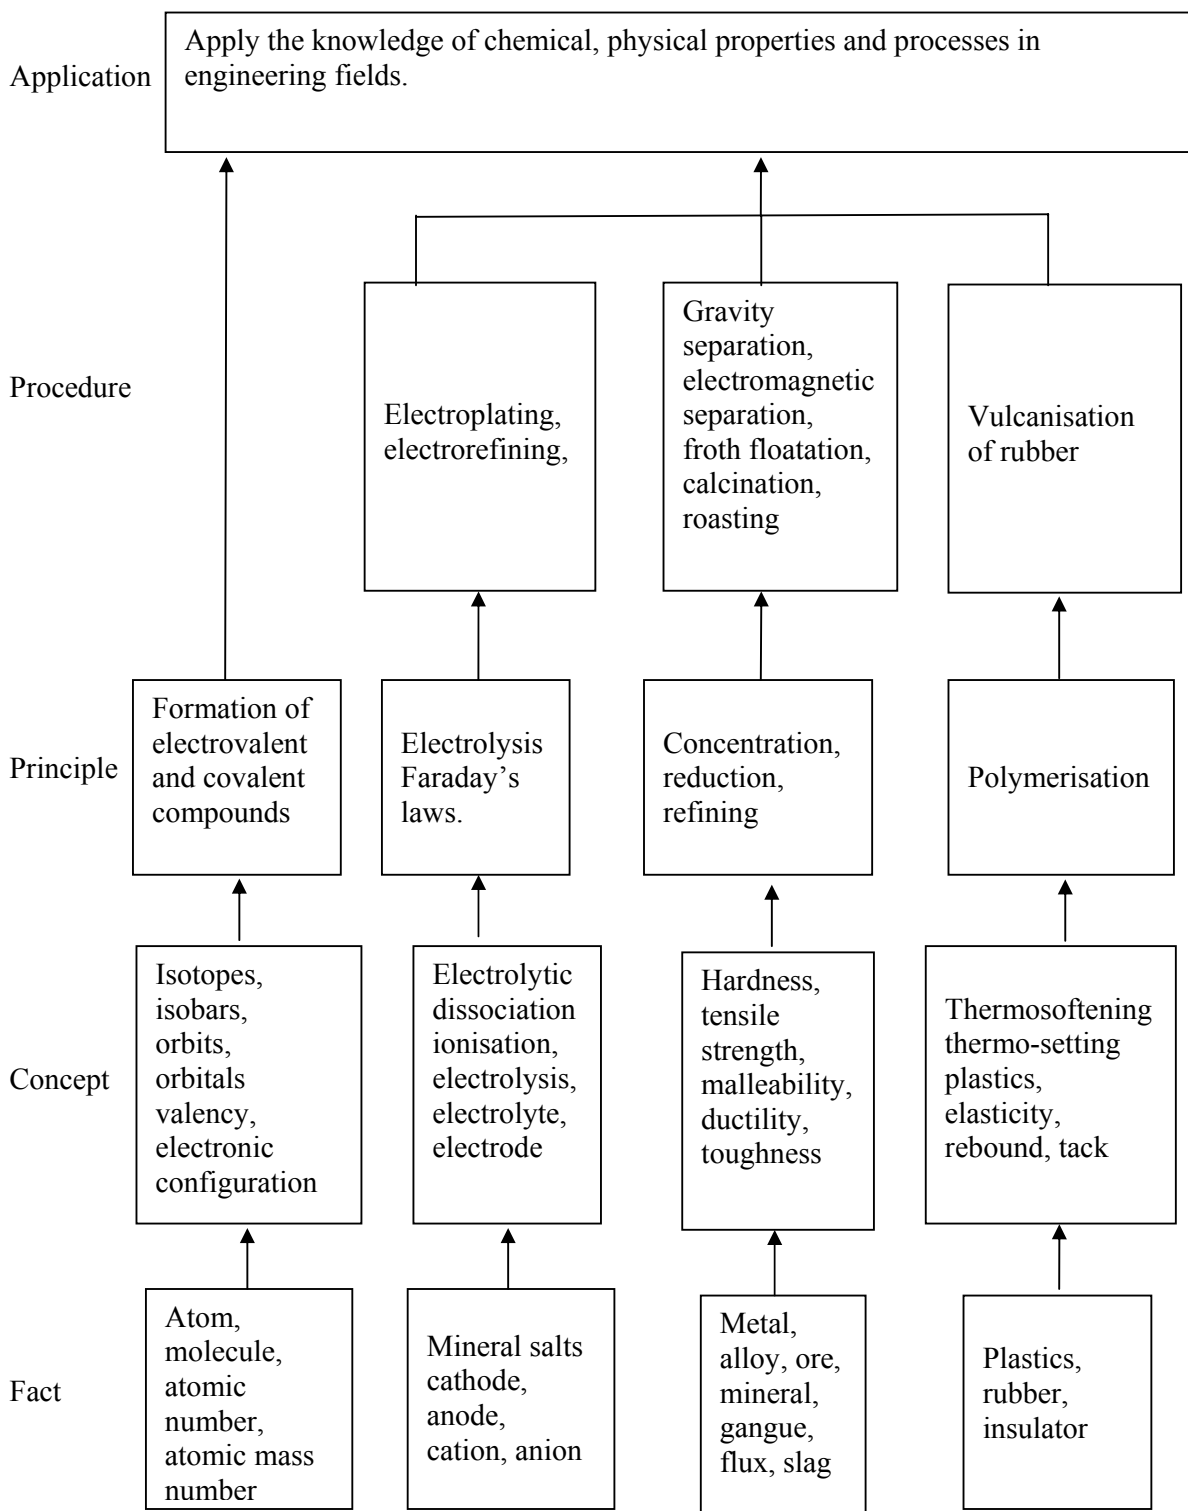 Application
Apply the knowledge of chemical, physical properties and processes in
engineering fields.
Procedure
Electroplating,
electrorefining,
Gravity
separation,
electromagnetic
separation,
froth floatation,
calcination,
roasting
Vulcanisation
of rubber
Principle
Formation of
electrovalent
and covalent
compounds
Electrolysis
Faraday’s
laws.
Concentration,
reduction,
refining
Polymerisation
Concept
Isotopes,
isobars,
orbits,
orbitals
valency,
electronic
configuration
Electrolytic
dissociation
ionisation,
electrolysis,
electrolyte,
electrode
Hardness,
tensile
strength,
malleability,
ductility,
toughness
Thermosoftening
thermo-setting
plastics,
elasticity,
rebound, tack
Fact
Atom,
molecule,
atomic
number,
atomic mass
number
Mineral salts
cathode,
anode,
cation, anion
Metal,
alloy, ore,
mineral,
gangue,
flux, slag
Plastics,
rubber,
insulator